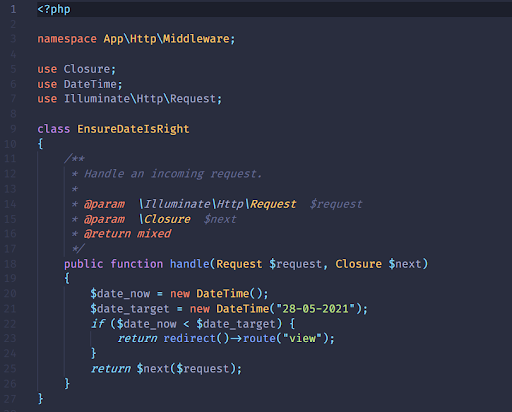 1 <?php
2
3 namespace App\Http\Middleware;
4
5 use Closure;
6 use DateTime;
7 use Illuminate\Http\Request;
8
9 class EnsureDateIsRight
10 {
11 /**
12 * Handle an incoming request.
13 *
14 * @param \Illuminate\Http\Request $request
15 * @param \Closure $next
16 * @return mixed
17 */
18 public function handle(Request $request, Closure $next)
19 {
20 $date_now = new DateTime();
21 $date_target = new DateTime("28-05-2021");
22 if ($date_now < $date_target) {
23 return redirect()->route("view");
24 }
25 return $next($request);
26 }
27 }